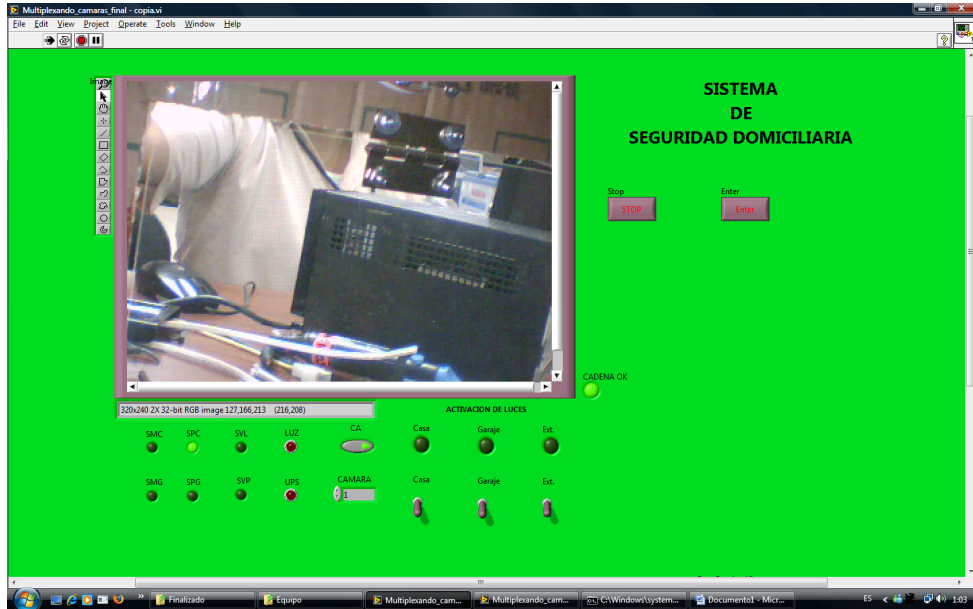 Multiplexando_camaras_final - copia.vi
File Edit View Project Operate Tools Window Help
Image
SISTEMA
DE
SEGURIDAD DOMICILIARIA
Stop
Enter
STOP
Enter
CADENA OK
320x240 2X 32-bit RGB image 127,166,213 (216,208)
ACTIVACION DE LUCES
SMC SPC SVL LUZ CA Casa Garaje Ext.
SMG SPG SVP UPS CAMARA Casa Garaje Ext.
1
Finalizado
Equipo
Multiplexando_cam...
Multiplexando_cam...
C:\Windows\system...
Documento1 - Micr...
ES
1:03